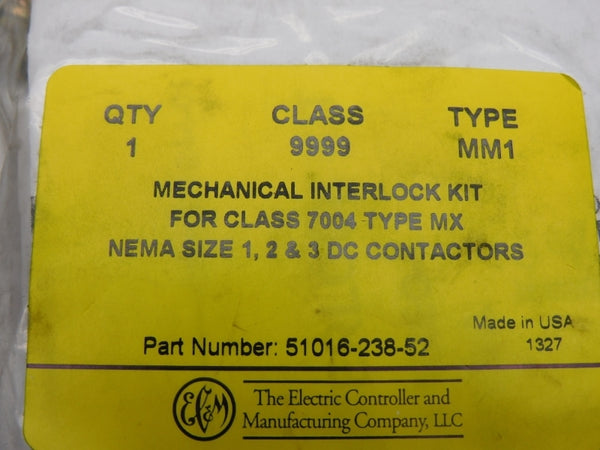 QTY CLASS TYPE
1 9999 MM1
MECHANICAL INTERLOCK KIT
FOR CLASS 7004 TYPE MX
NEMA SIZE 1, 2 & 3 DC CONTACTORS
Made in USA
Part Number: 51016-238-52 1327
EC&M The Electric Controller and
Manufacturing Company, LLC